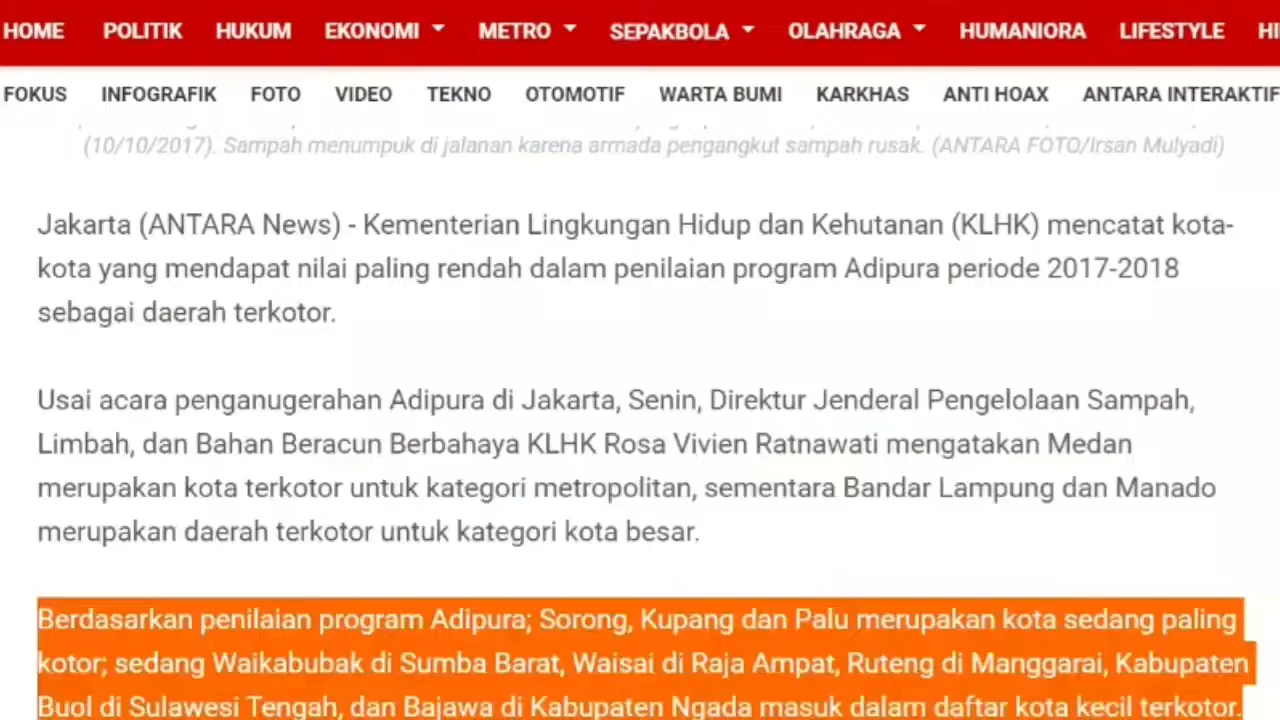 HOME POLITIK HUKUM EKONOMI METRO SEPAKBOLA OLAHRAGA HUMANIORA LIFESTYLE
FOKUS INFOGRAFIK FOTO VIDEO TEKNO OTOMOTIF WARTA BUMI KARKHAS ANTI HOAX ANTARA INTERAKTIF
(10/10/2017). Sampah menumpuk di jalanan karena armada pengangkut sampah rusak. (ANTARA FOTO/Irsan Mulyadi)
Jakarta (ANTARA News) - Kementerian Lingkungan Hidup dan Kehutanan (KLHK) mencatat kota-
kota yang mendapat nilai paling rendah dalam penilaian program Adipura periode 2017-2018
sebagai daerah terkotor.
Usai acara penganugerahan Adipura di Jakarta, Senin, Direktur Jenderal Pengelolaan Sampah,
Limbah, dan Bahan Beracun Berbahaya KLHK Rosa Vivien Ratnawati mengatakan Medan
merupakan kota terkotor untuk kategori metropolitan, sementara Bandar Lampung dan Manado
merupakan daerah terkotor untuk kategori kota besar.
Berdasarkan penilaian program Adipura; Sorong, Kupang dan Palu merupakan kota sedang paling
kotor; sedang Waikabubak di Sumba Barat, Waisai di Raja Ampat, Ruteng di Manggarai, Kabupaten
Buol di Sulawesi Tengah, dan Bajawa di Kabupaten Ngada masuk dalam daftar kota kecil terkotor.